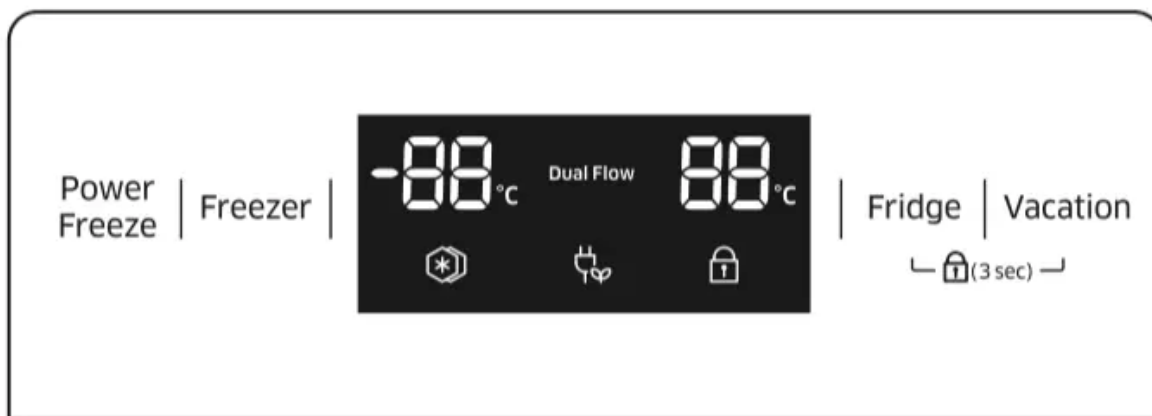 Power
Freeze
Freezer
-88 °C
Dual Flow
88 °C
Fridge
Vacation
(3 sec)